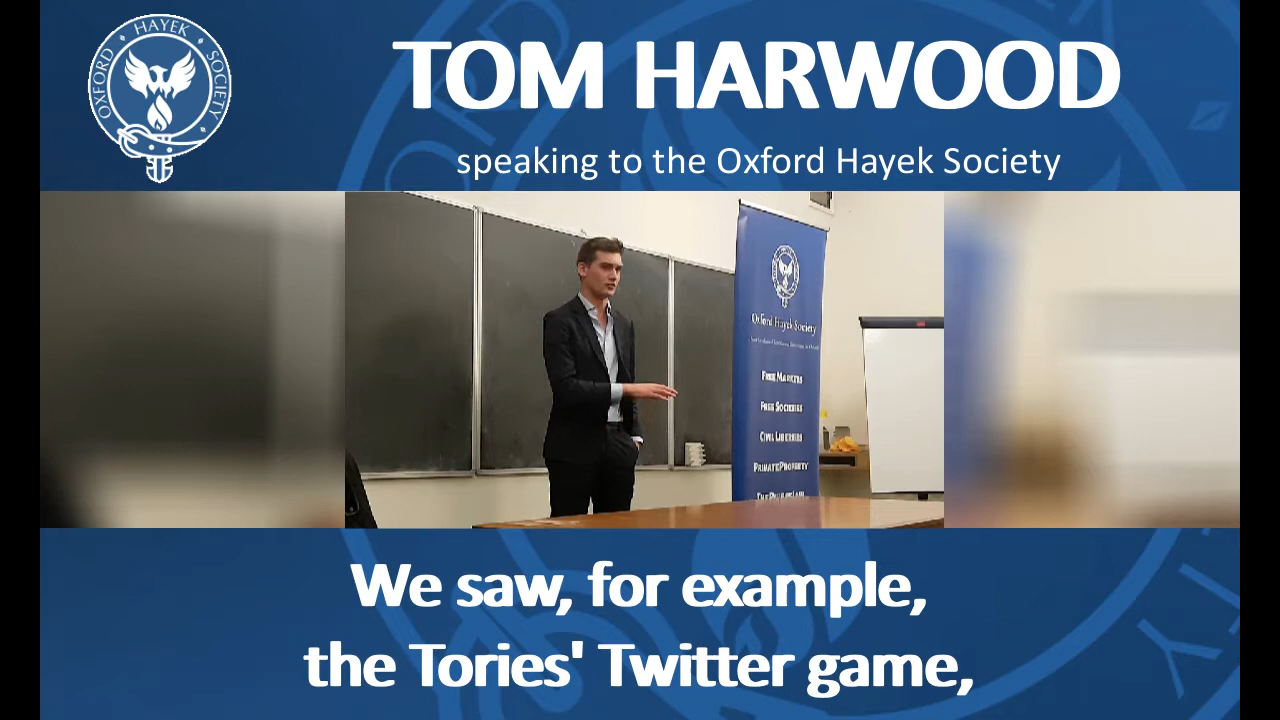 OXFORD HAYEK SOCIETY
TOM HARWOOD
speaking to the Oxford Hayek Society
Oxford Hayek Society
FREE MARKETS
FREE SOCIETIES
CIVIL LIBERTIES
PRIVATE PROPERTY
We saw, for example,
the Tories' Twitter game,